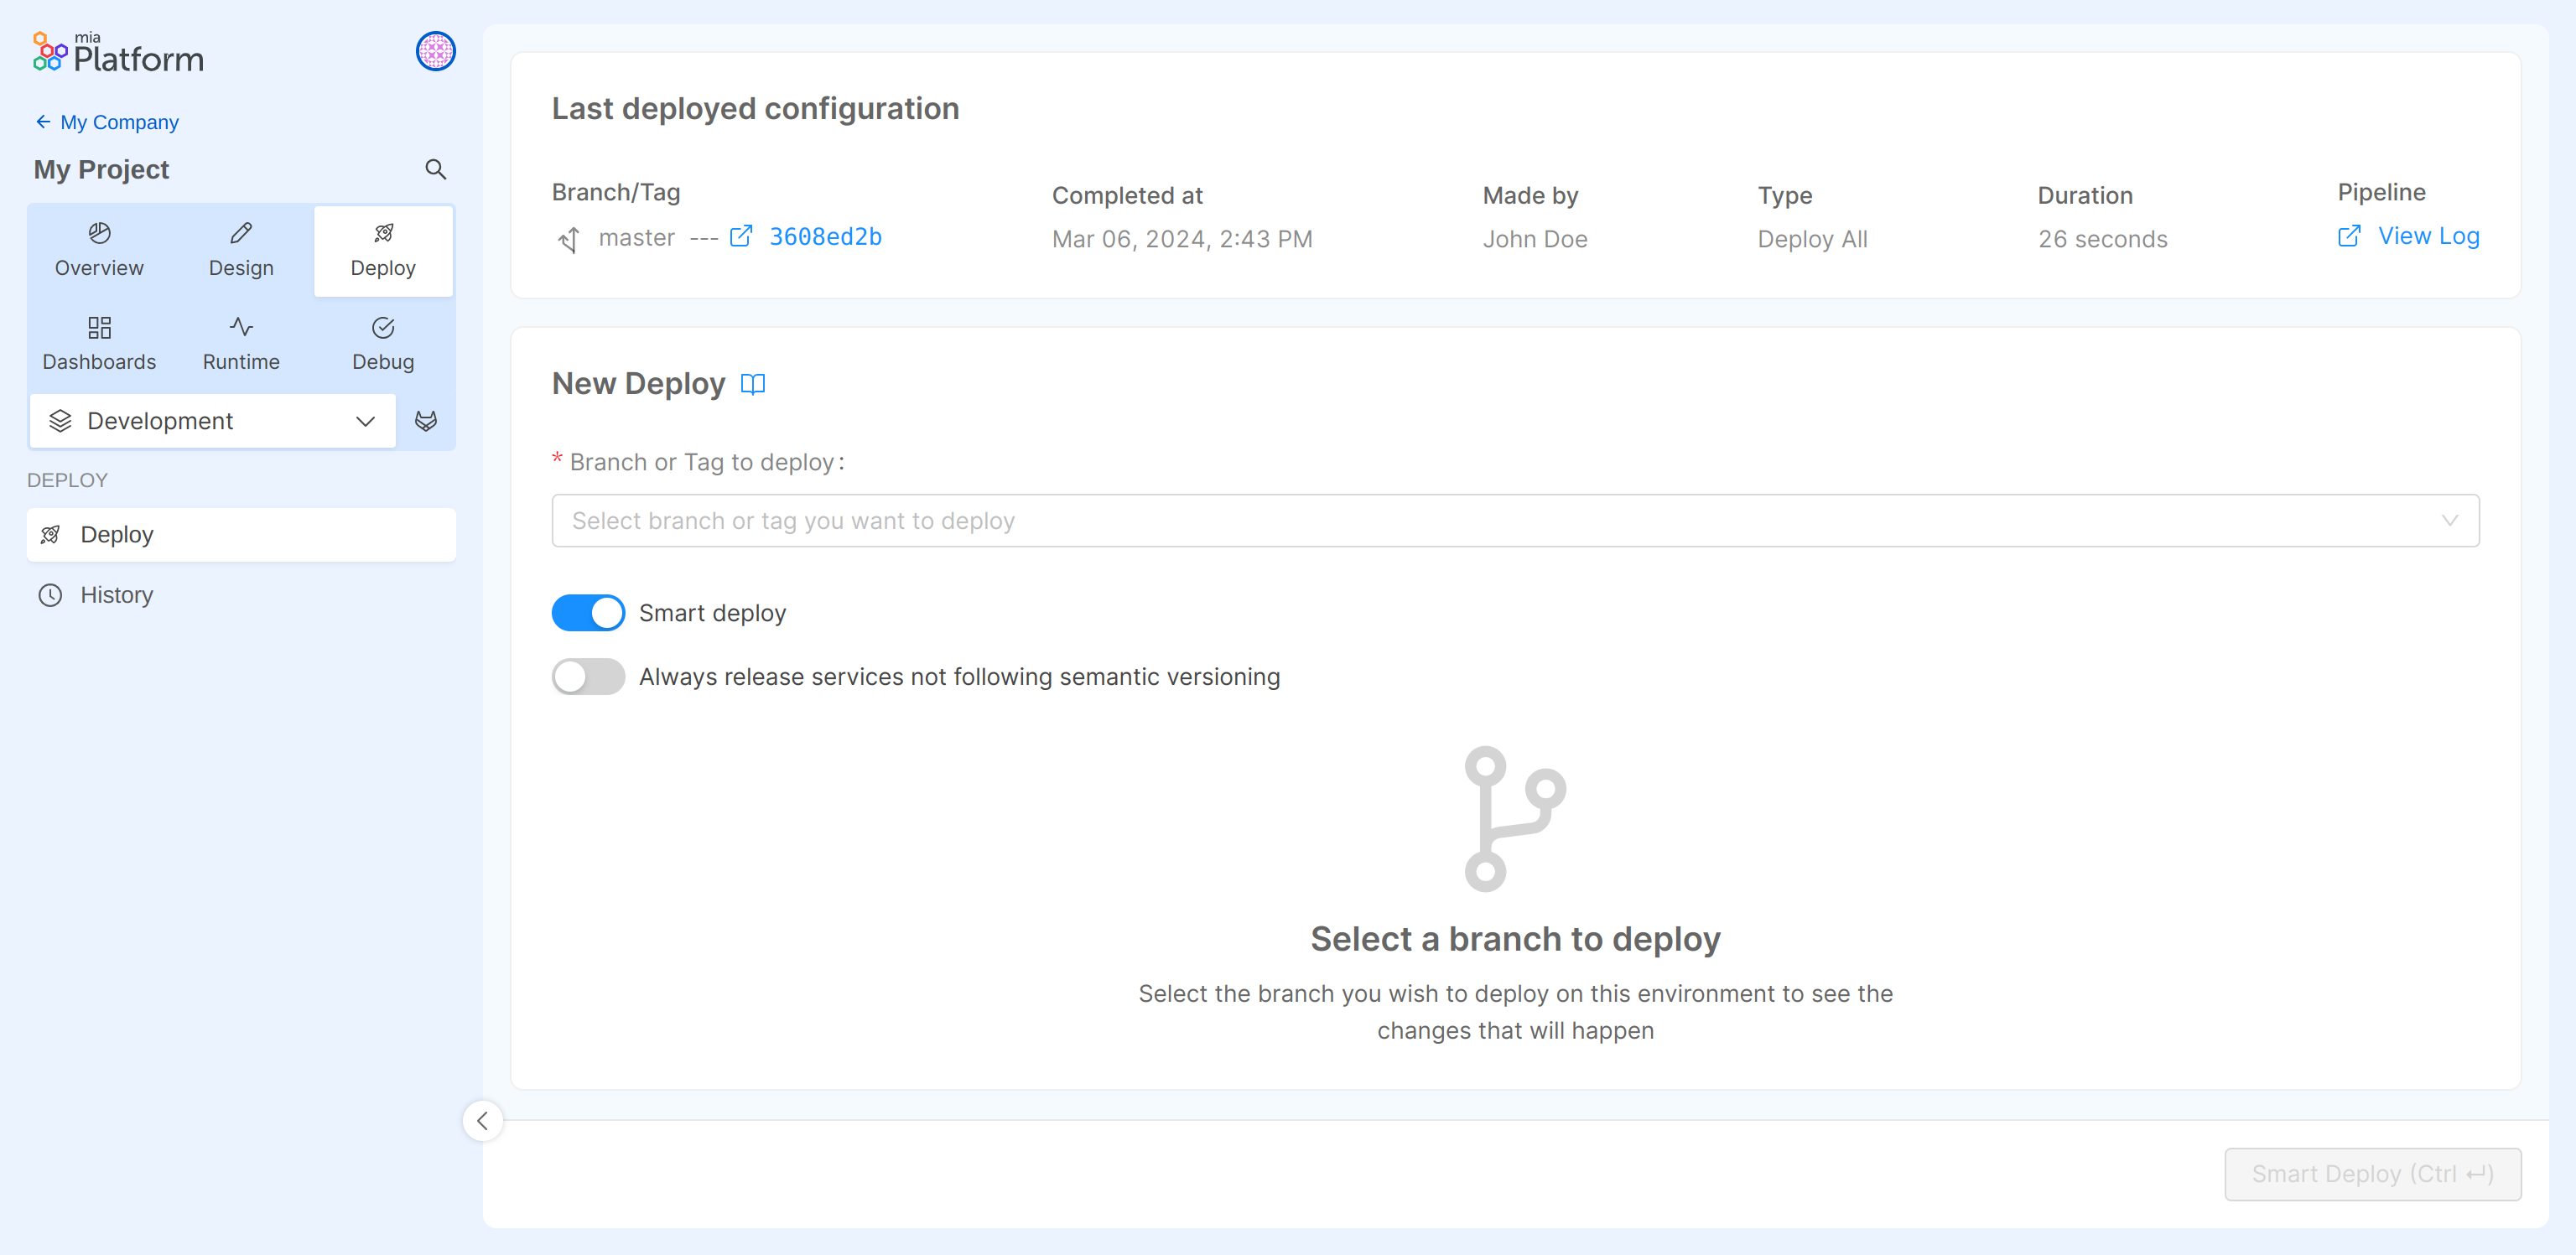 mia
Platform
My Company
My Project
Overview
Design
Deploy
Dashboards
Runtime
Debug
Development
DEPLOY
Deploy
History
Last deployed configuration
Branch/Tag
Completed at
Made by
Type
Duration
Pipeline
master --- 3608ed2b
Mar 06, 2024, 2:43 PM
John Doe
Deploy All
26 seconds
View Log
New Deploy
* Branch or Tag to deploy:
Select branch or tag you want to deploy
Smart deploy
Always release services not following semantic versioning
Select a branch to deploy
Select the branch you wish to deploy on this environment to see the
changes that will happen
Smart Deploy (Ctrl ↵)